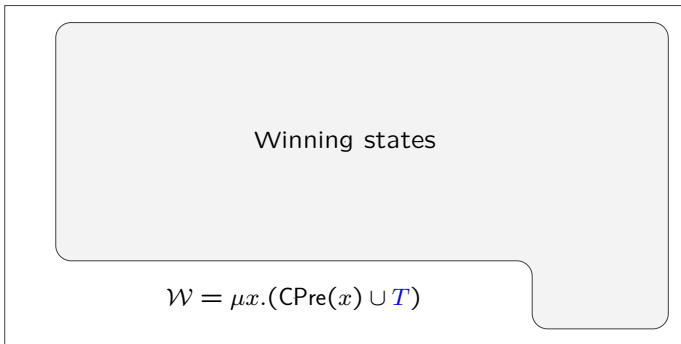 Winning states
𝒲 = μx.(CPre(x) ∪ T)